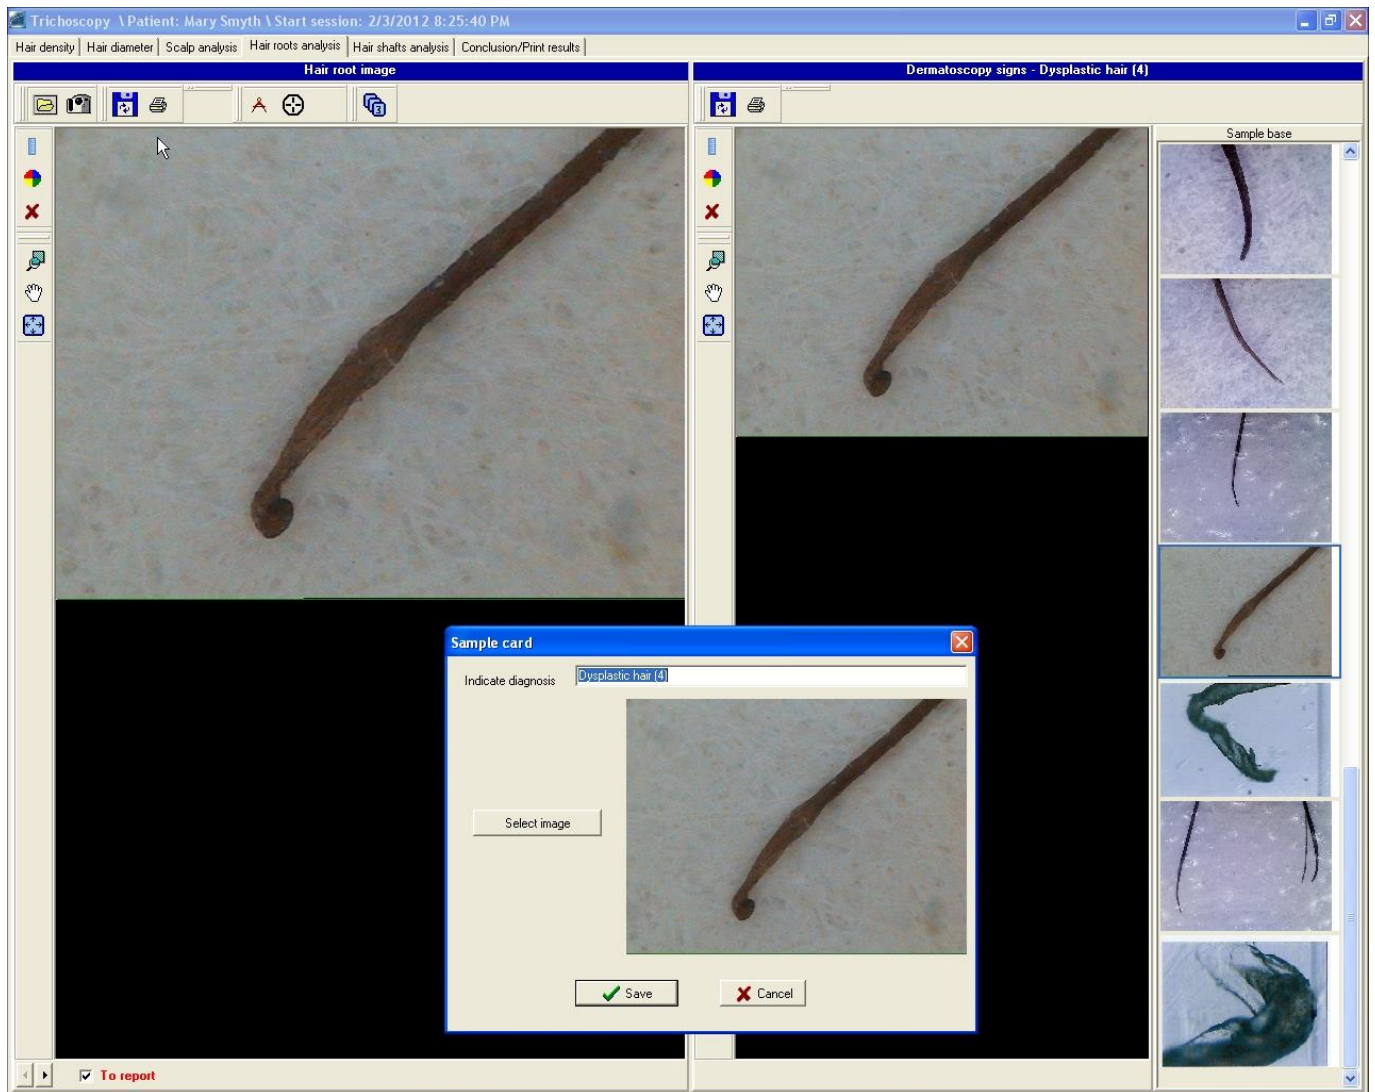 Trichoscopy \ Patient: Mary Smyth \ Start session: 2/3/2012 8:25:40 PM
Hair density Hair diameter Scalp analysis Hair roots analysis Hair shafts analysis Conclusion/Print results
Hair root image
Dermatoscopy signs - Dysplastic hair (4)
Sample base
Sample card
Indicate diagnosis Dysplastic hair (4)
Select image
Save Cancel
To report